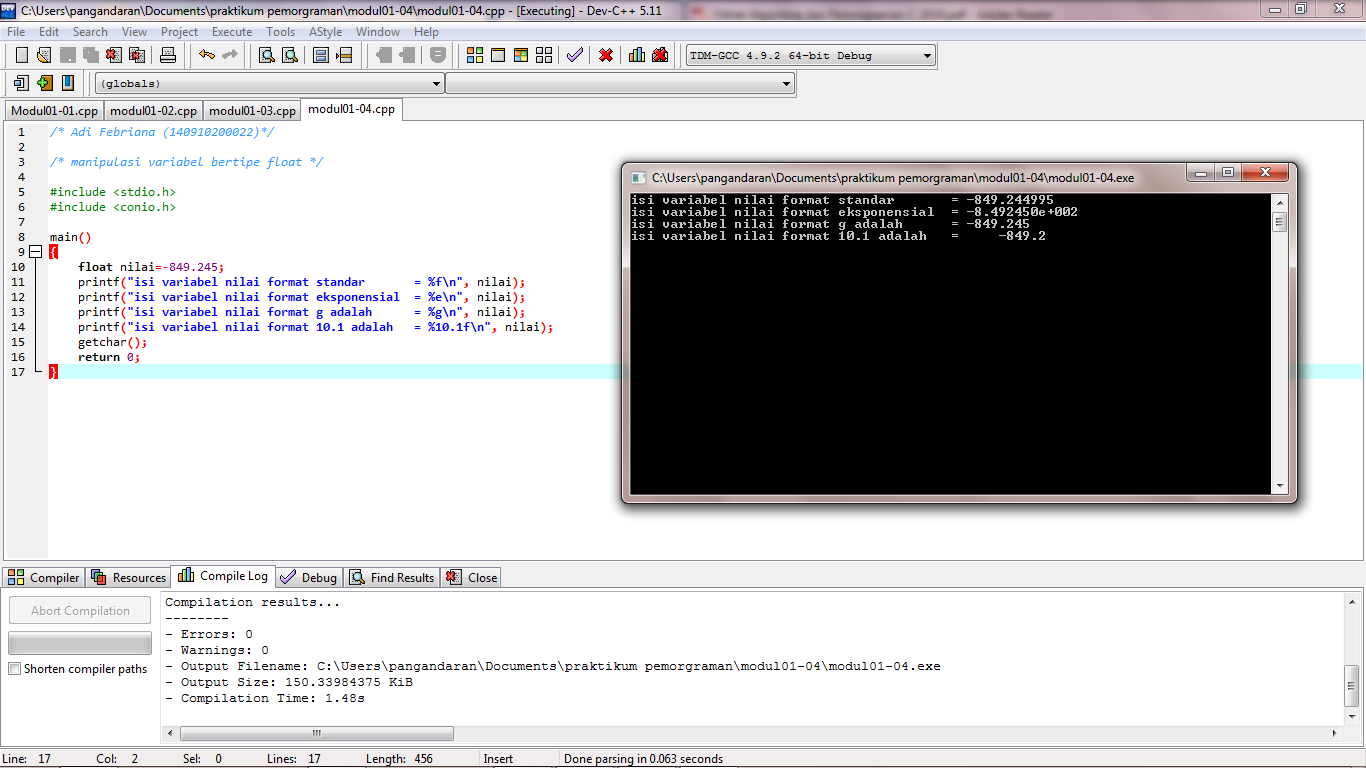 C:\Users\pangandaran\Documents\praktikum pemorgraman\modul01-04\modul01-04.cpp - [Executing] - Dev-C++ 5.11
File Edit Search View Project Execute Tools AStyle Window Help
TDM-GCC 4.9.2 64-bit Debug
(globals)
Modul01-01.cpp modul01-02.cpp modul01-03.cpp modul01-04.cpp
1 /* Adi Febriana (140910200022)*/
2
3 /* manipulasi variabel bertipe float */
4
5 #include <stdio.h>
6 #include <conio.h>
7
8 main()
9 {
10 float nilai=-849.245;
11 printf("isi variabel nilai format standar       = %f\n", nilai);
12 printf("isi variabel nilai format eksponensial  = %e\n", nilai);
13 printf("isi variabel nilai format g adalah      = %g\n", nilai);
14 printf("isi variabel nilai format 10.1 adalah   = %10.1f\n", nilai);
15 getchar();
16 return 0;
17 }
C:\Users\pangandaran\Documents\praktikum pemorgraman\modul01-04\modul01-04.exe
isi variabel nilai format standar       = -849.244995
isi variabel nilai format eksponensial  = -8.492450e+002
isi variabel nilai format g adalah      = -849.245
isi variabel nilai format 10.1 adalah   =     -849.2
Compiler Resources Compile Log Debug Find Results Close
Abort Compilation
Shorten compiler paths
Compilation results...
--------
- Errors: 0
- Warnings: 0
- Output Filename: C:\Users\pangandaran\Documents\praktikum pemorgraman\modul01-04\modul01-04.exe
- Output Size: 150.33984375 KiB
- Compilation Time: 1.48s
Line: 17 Col: 2 Sel: 0 Lines: 17 Length: 456 Insert Done parsing in 0.063 seconds